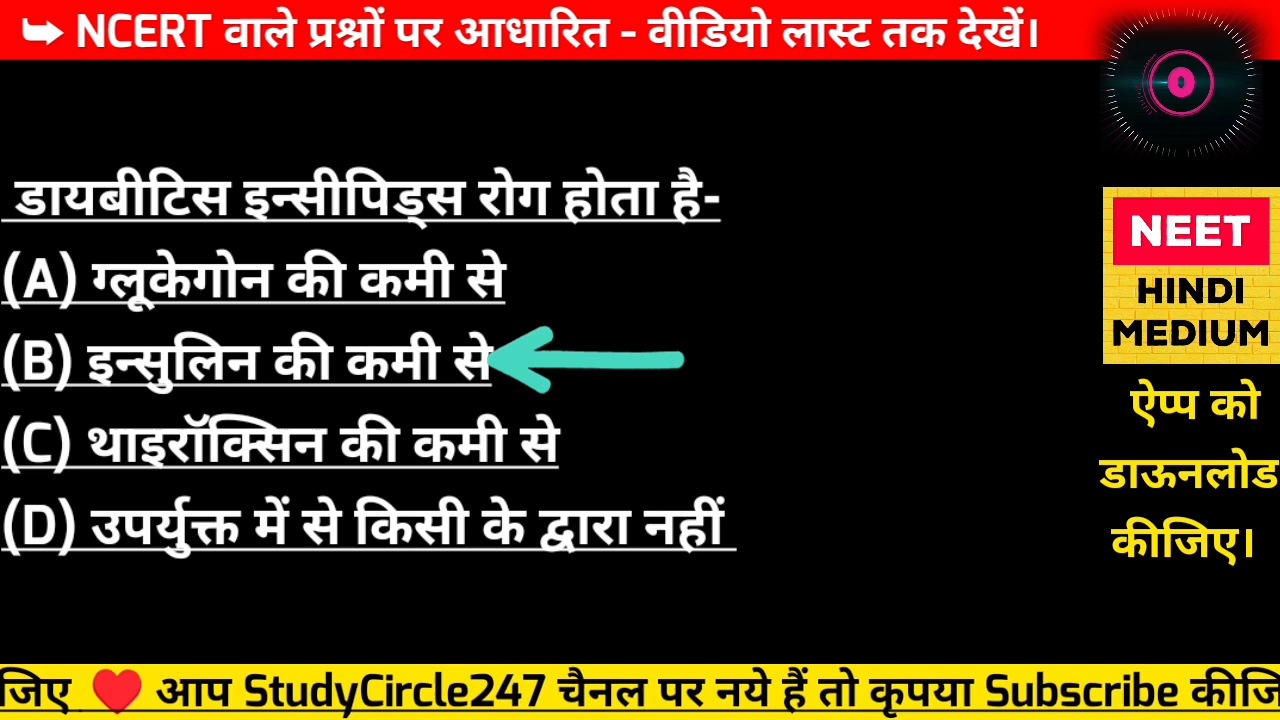 NCERT वाले प्रश्नों पर आधारित - वीडियो लास्ट तक देखें।
0
डायबीटिस इन्सीपिड्स रोग होता है-
(A) ग्लूकेगोन की कमी से
(B) इन्सुलिन की कमी से
(C) थाइरॉक्सिन की कमी से
(D) उपर्युक्त में से किसी के द्वारा नहीं
NEET
HINDI
MEDIUM
ऐप्प को
डाऊनलोड
कीजिए।
जिए ❤️ आप StudyCircle247 चैनल पर नये हैं तो कृपया Subscribe कीजि